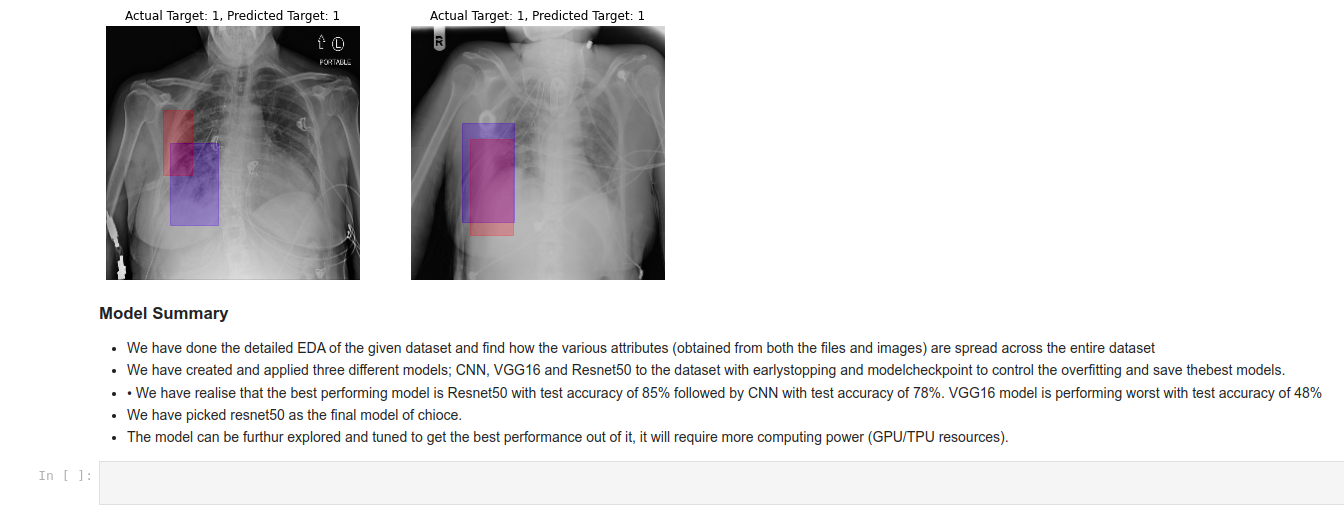 Actual Target: 1, Predicted Target: 1
Actual Target: 1, Predicted Target: 1
L
PORTABLE
R
Model Summary
• We have done the detailed EDA of the given dataset and find how the various attributes (obtained from both the files and images) are spread across the entire dataset
• We have created and applied three different models; CNN, VGG16 and Resnet50 to the dataset with earlystopping and modelcheckpoint to control the overfitting and save thebest models.
• • We have realise that the best performing model is Resnet50 with test accuracy of 85% followed by CNN with test accuracy of 78%. VGG16 model is performing worst with test accuracy of 48%
• We have picked resnet50 as the final model of chioce.
• The model can be furthur explored and tuned to get the best performance out of it, it will require more computing power (GPU/TPU resources).
In [ ]: